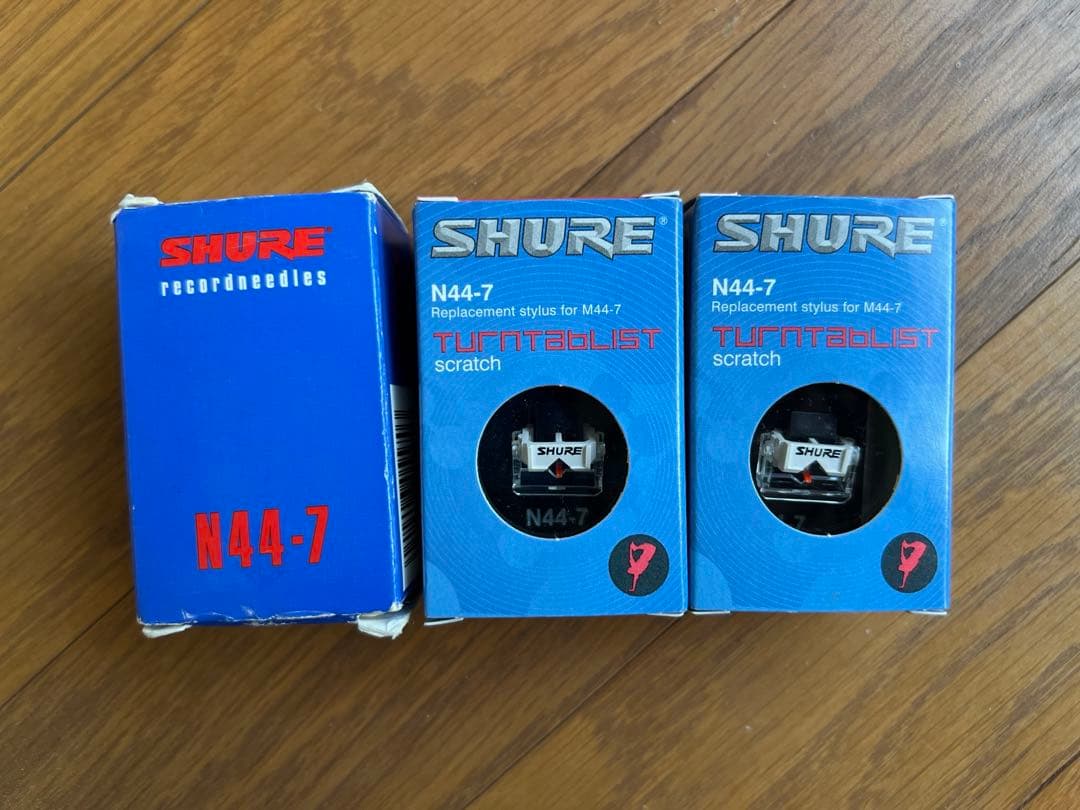 SHURE
recordneedles
N44-7
SHURE®
N44-7
Replacement stylus for M44-7
TURNTABLIST
scratch
SHURE
N44-7
SHURE®
N44-7
Replacement stylus for M44-7
TURNTABLIST
scratch
SHURE
7